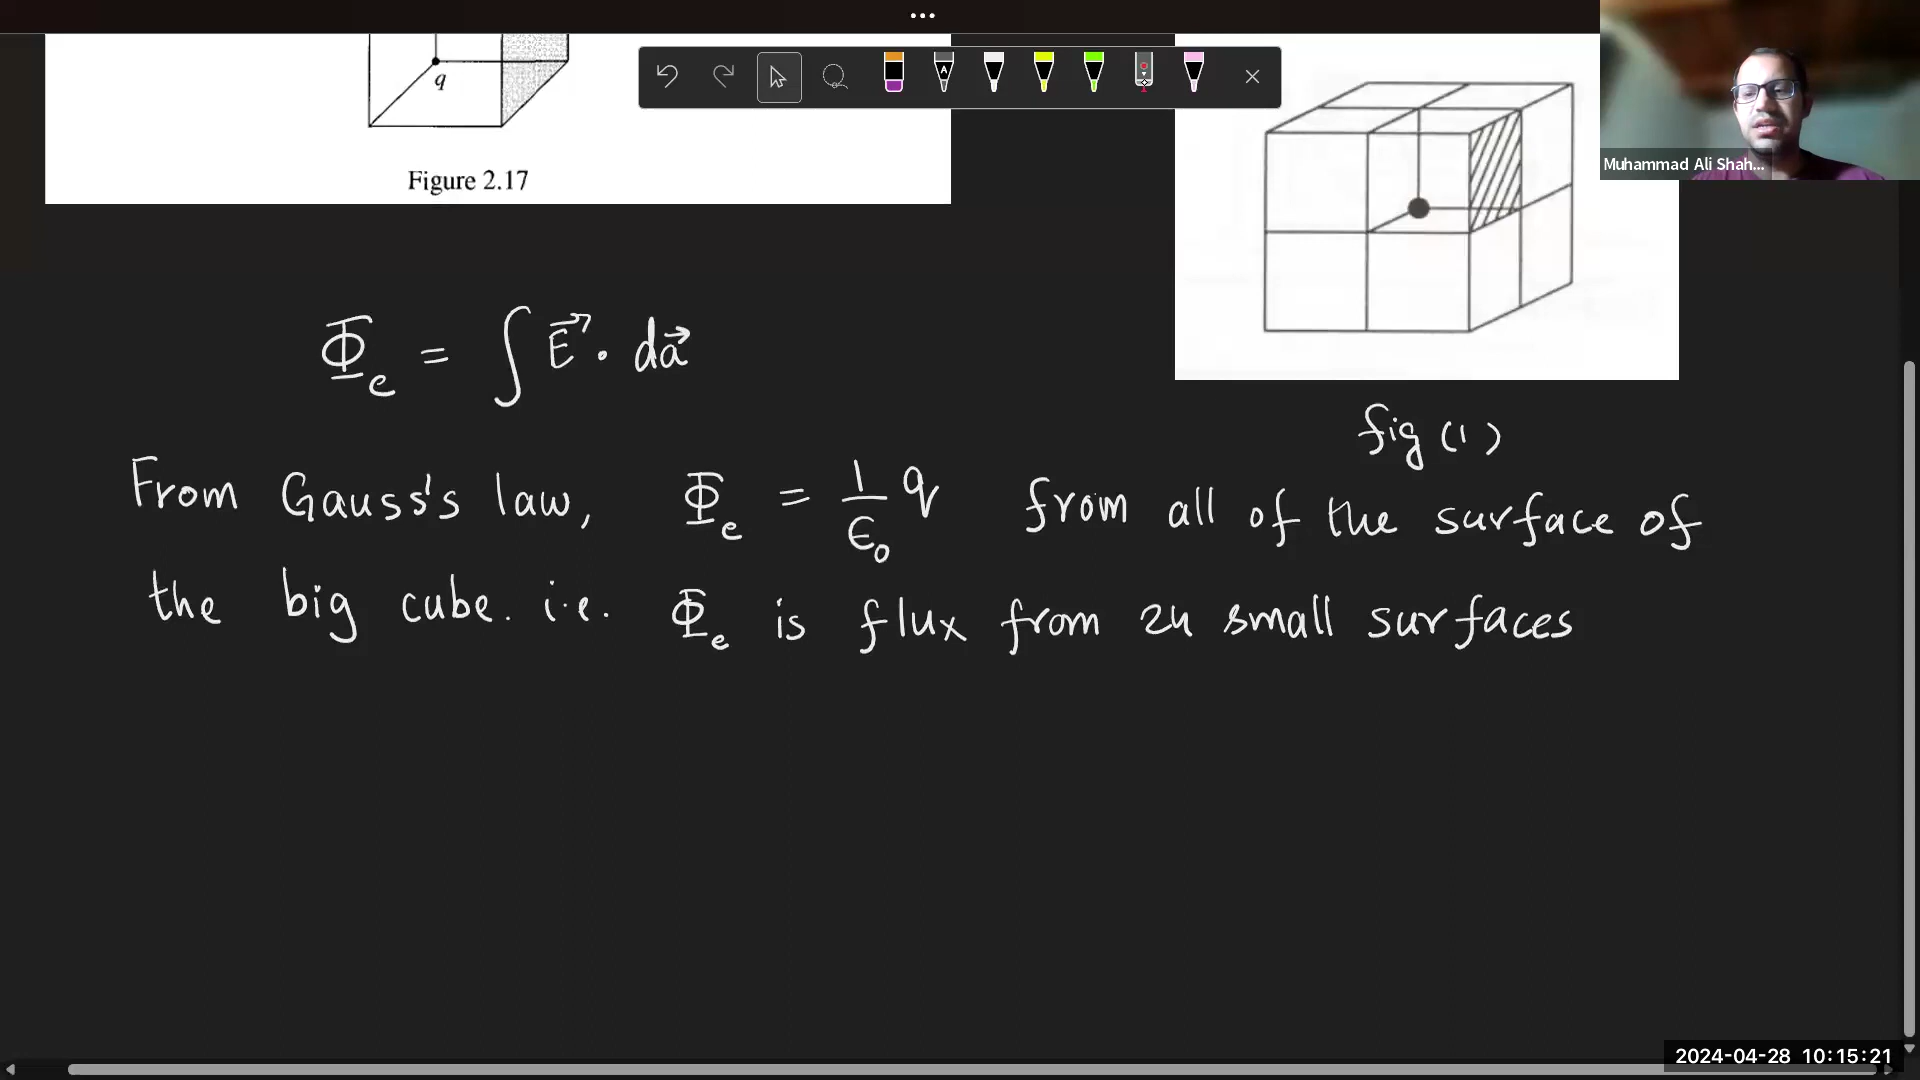 q
Figure 2.17
A
Muhammad Ali Shah...
Φe = ∫ E⃗ . da⃗
fig (1)
From Gauss's law, Φe = 1/ϵ0 q from all of the surface of
the big cube. i.e. Φe is flux from 24 small surfaces
2024-04-28 10:15:21